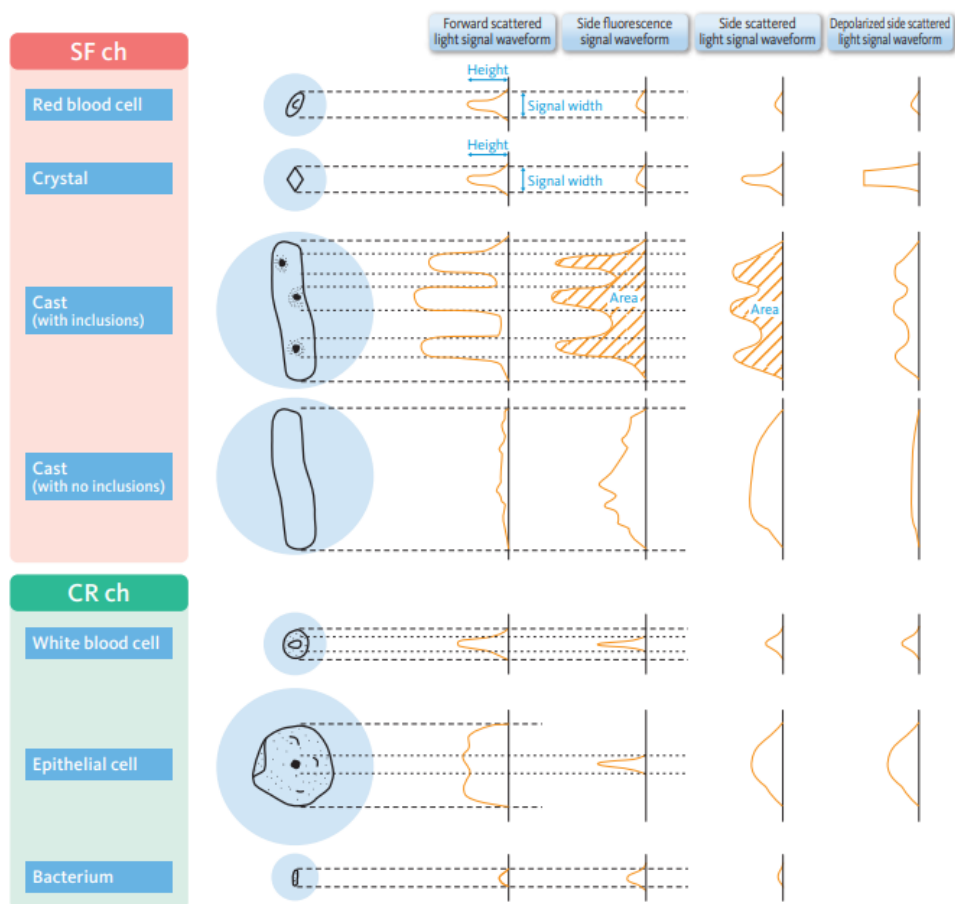 Forward scattered
light signal waveform
Side fluorescence
signal waveform
Side scattered
light signal waveform
Depolarized side scattered
light signal waveform
SF ch
Red blood cell
Height
Signal width
Crystal
Height
Signal width
Cast
(with inclusions)
Area
Area
Cast
(with no inclusions)
CR ch
White blood cell
Epithelial cell
Bacterium